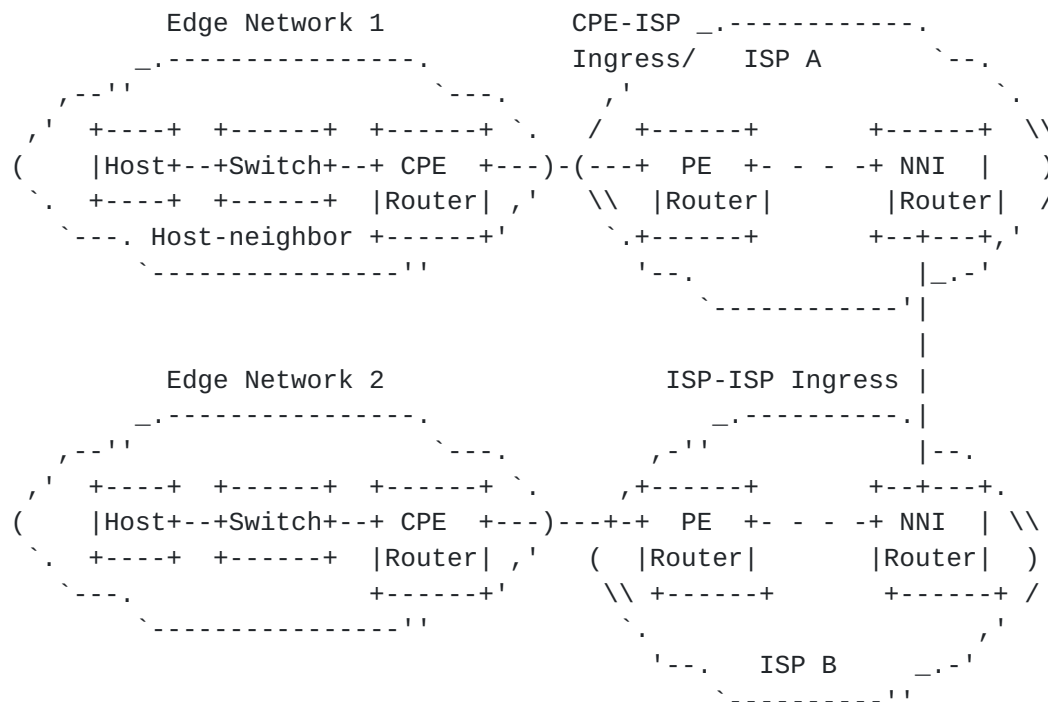 Edge Network 1            CPE-ISP _.------------.
     _.----------------.         Ingress/   ISP A       `--.
 ,--''                  `---.      ,'                       `.
,'  +----+  +------+  +------+ `.   /  +------+       +------+  \\
(    |Host+--+Switch+--+ CPE  +---)-(---+  PE  +- - - -+ NNI  |    )
`.  +----+  +------+  |Router| ,'   \\  |Router|       |Router|  /
 `---. Host-neighbor +------+'       `.+------+       +--+---+,'
      `----------------''              '--.              |_.-'
                                           `------------'|
                                                         |
       Edge Network 2                  ISP-ISP Ingress |
     _.----------------.                  _.----------.|
 ,--''                  `---.          ,-''            |--.
,'  +----+  +------+  +------+ `.     ,+------+       +--+---+.
(    |Host+--+Switch+--+ CPE  +---)---+-+  PE  +- - - -+ NNI  | \\
`.  +----+  +------+  |Router| ,'   (  |Router|       |Router|  )
 `---.                +------+'      \\ +------+       +------+ /
      `----------------''             `.                     ,'
                                        '--.   ISP B     _.-'
                                            `----------''